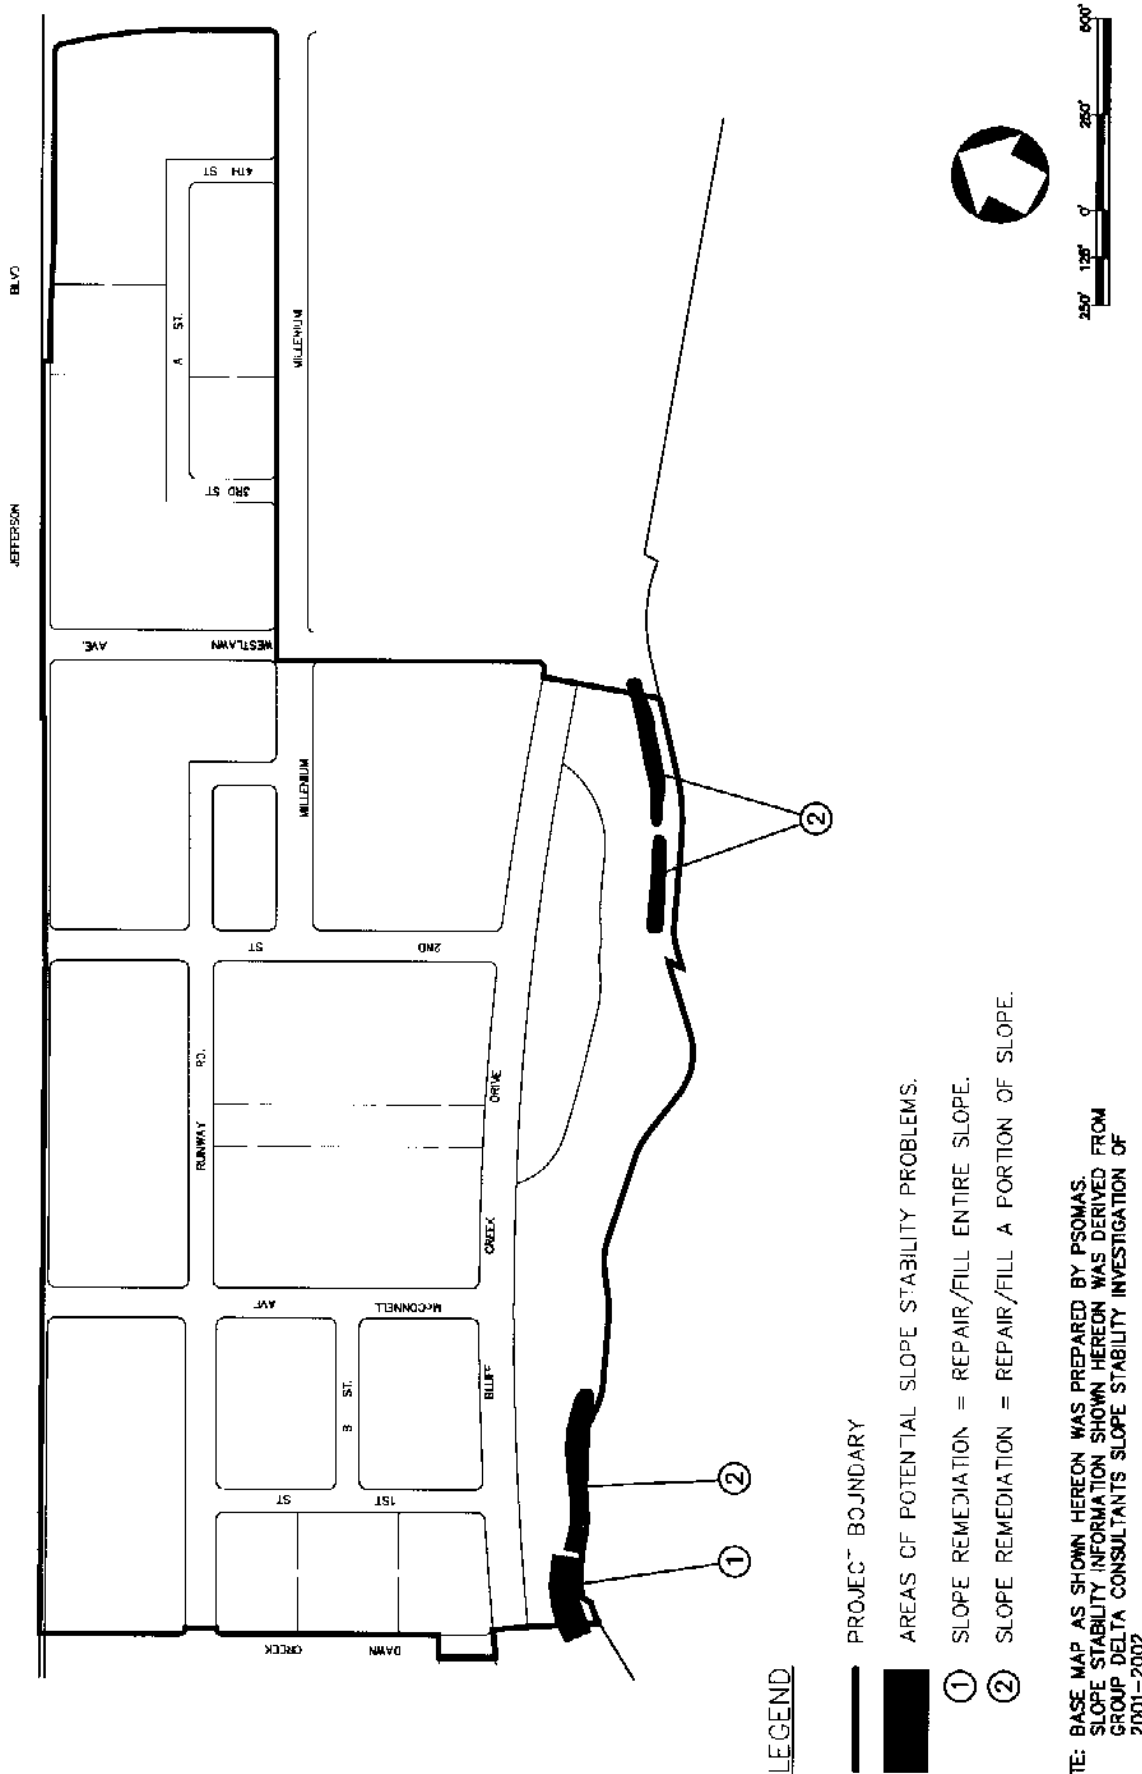 JEFFERSON
BLVD
WESTLAWN
AVE.
3RD ST
A ST.
4TH ST
MILLENIUM
MILLENIUM
2ND
ST
RUNWAY RD.
McCONNELL
B ST.
1ST
ST
DAWN
CREEK
BLUFF
CREEK
DRIVE
1
2
2
250' 125' 0' 250' 500'
LEGEND
PROJECT BOUNDARY
AREAS OF POTENTIAL SLOPE STABILITY PROBLEMS.
1 SLOPE REMEDIATION = REPAIR/FILL ENTIRE SLOPE.
2 SLOPE REMEDIATION = REPAIR/FILL A PORTION OF SLOPE.
TE: BASE MAP AS SHOWN HEREON WAS PREPARED BY PSOMAS.
SLOPE STABILITY INFORMATION SHOWN HEREON WAS DERIVED FROM
GROUP DELTA CONSULTANTS SLOPE STABILITY INVESTIGATION OF
2001-2002